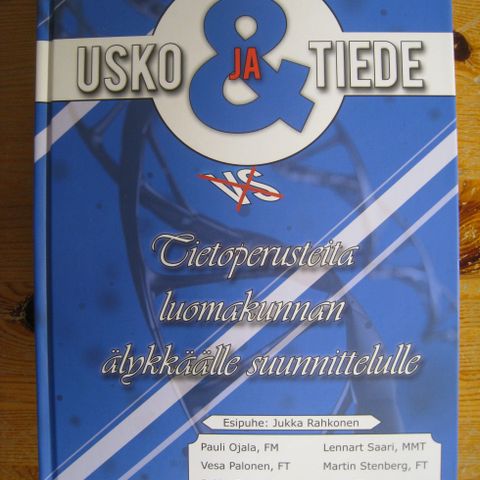 USKO & JA TIEDE
VS
Tietoperusteita
luomakunnan
älykkäälle suunnittelulle
Esipuhe: Jukka Rahkonen
Pauli Ojala, FM Lennart Saari, MMT
Vesa Palonen, FT Martin Stenberg, FT